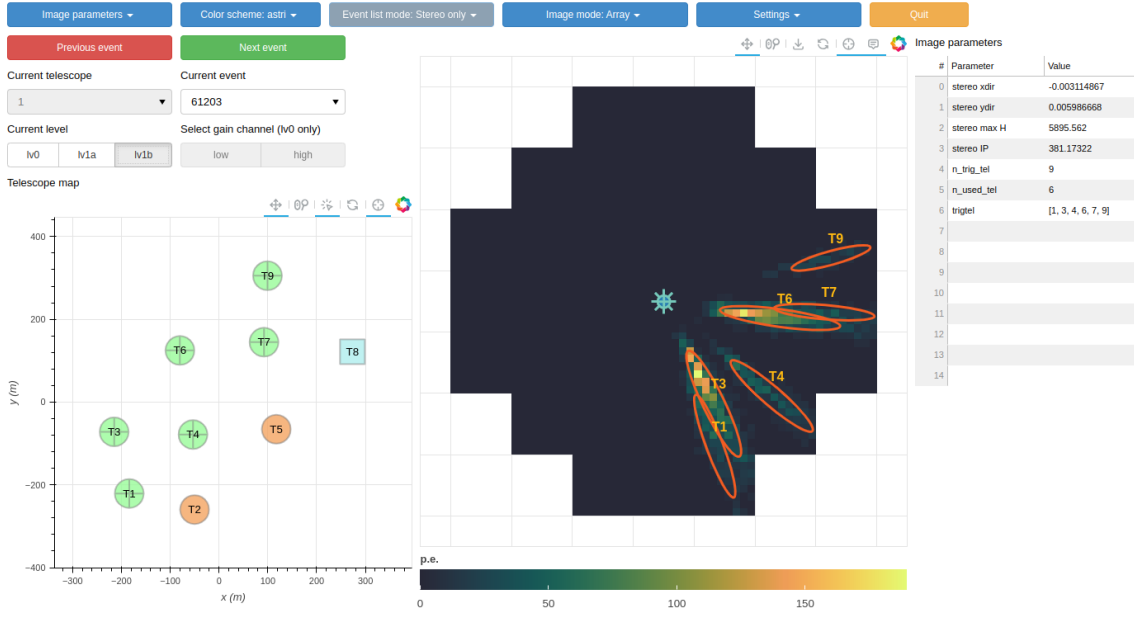 Image parameters
Color scheme: astri
Event list mode: Stereo only
Image mode: Array
Settings
Quit
Previous event
Next event
Current telescope
Current event
1
61203
Current level
Select gain channel (lv0 only)
lv0
lv1a
lv1b
low
high
Telescope map
400
200
0
−200
−400
y (m)
T9
T6
T7
T8
T3
T4
T5
T1
T2
−300
−200
−100
0
100
200
300
x (m)
T9
T7
T6
T4
T3
T1
p.e.
0
50
100
150
Image parameters
# Parameter Value
0 stereo xdir -0.003114867
1 stereo ydir 0.005986668
2 stereo max H 5895.562
3 stereo IP 381.17322
4 n_trig_tel 9
5 n_used_tel 6
6 trigtel [1, 3, 4, 6, 7, 9]
7
8
9
10
11
12
13
14